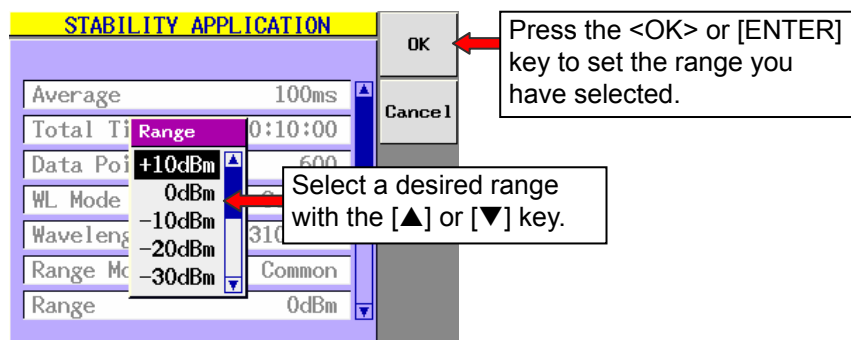 STABILITY APPLICATION
OK
Press the <OK> or [ENTER]
key to set the range you
have selected.
Cancel
Average 100ms
Total Ti 0:10:00
Range
Data Poi 600
+10dBm
0dBm
-10dBm
-20dBm
-30dBm
Select a desired range
with the [▲] or [▼] key.
WL Mode
Waveleng 310
Range Mo Common
Range 0dBm